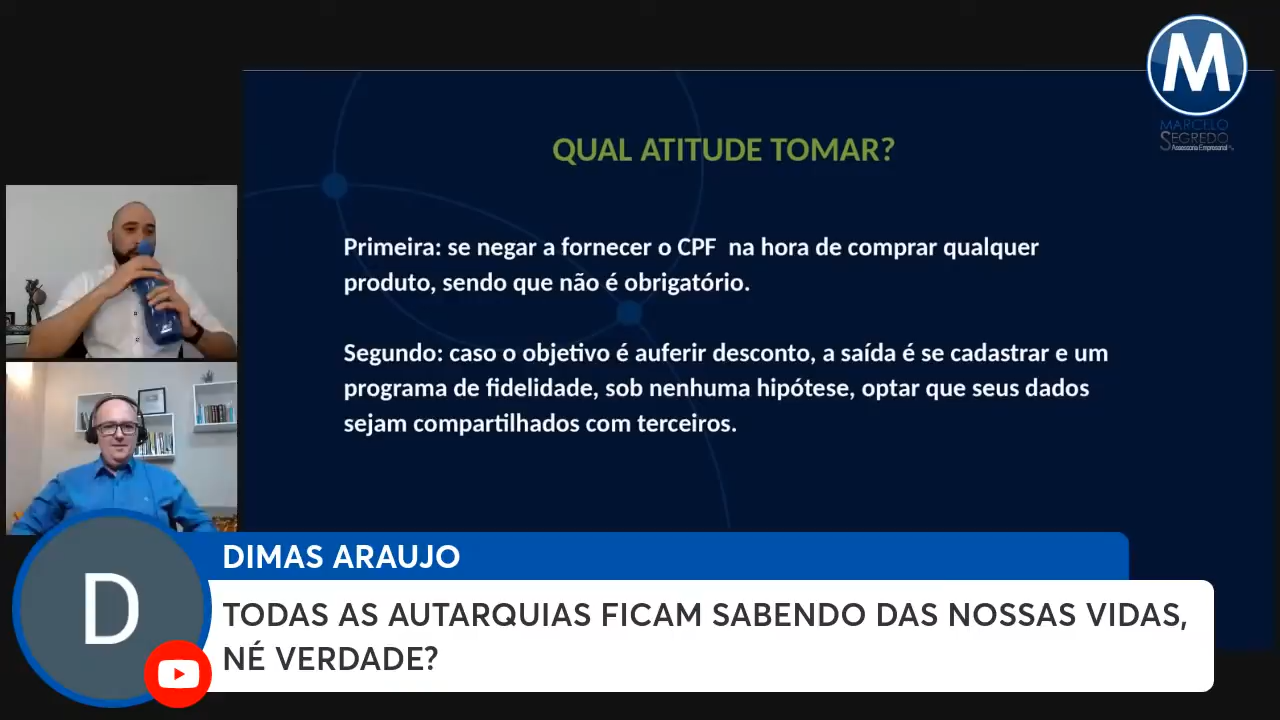 M
MARCELO
SEGREDO
Assessoria Empresarial
QUAL ATITUDE TOMAR?
Primeira: se negar a fornecer o CPF na hora de comprar qualquer
produto, sendo que não é obrigatório.
Segundo: caso o objetivo é auferir desconto, a saída é se cadastrar e um
programa de fidelidade, sob nenhuma hipótese, optar que seus dados
sejam compartilhados com terceiros.
D
DIMAS ARAUJO
TODAS AS AUTARQUIAS FICAM SABENDO DAS NOSSAS VIDAS,
NÉ VERDADE?